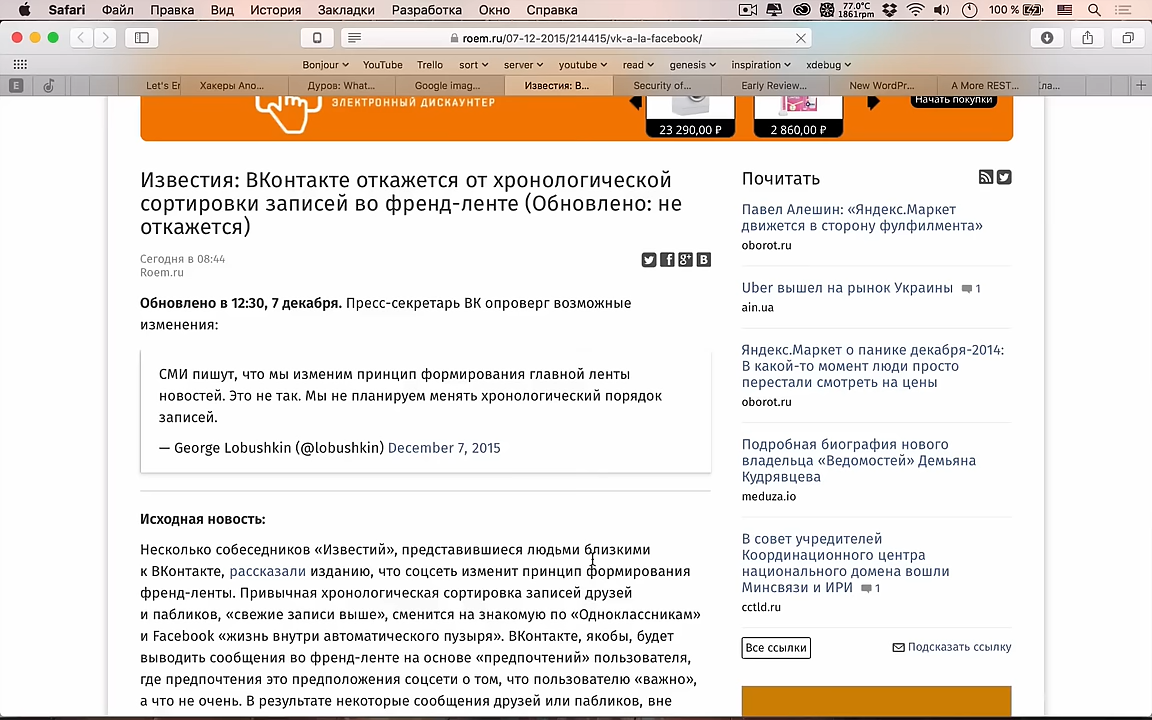 Safari Файл Правка Вид История Закладки Разработка Окно Справка 77.0°C 1861rpm 100 %
roem.ru/07-12-2015/214415/vk-a-la-facebook/
Bonjour YouTube Trello sort server youtube read genesis inspiration xdebug
E Let's Er Хакеры Апо... Дуров: What... Google imag... Известия: В... Security of... Early Review... New WordPr... A More REST...
ЭЛЕКТРОННЫЙ ДИСКАУНТЕР
Начать покупки
23 290,00 ₽ 2 860,00 ₽
Известия: ВКонтакте откажется от хронологической
сортировки записей во френд-ленте (Обновлено: не
откажется)
Сегодня в 08:44
Roem.ru
Обновлено в 12:30, 7 декабря. Пресс-секретарь ВК опроверг возможные
изменения:
СМИ пишут, что мы изменим принцип формирования главной ленты
новостей. Это не так. Мы не планируем менять хронологический порядок
записей.
— George Lobushkin (@lobushkin) December 7, 2015
Исходная новость:
Несколько собеседников «Известий», представившиеся людьми близкими
к ВКонтакте, рассказали изданию, что соцсеть изменит принцип формирования
френд-ленты. Привычная хронологическая сортировка записей друзей
и пабликов, «свежие записи выше», сменится на знакомую по «Одноклассникам»
и Facebook «жизнь внутри автоматического пузыря». ВКонтакте, якобы, будет
выводить сообщения во френд-ленте на основе «предпочтений» пользователя,
где предпочтения это предположения соцсети о том, что пользователю «важно»,
а что не очень. В результате некоторые сообщения друзей или пабликов, вне
Почитать
Павел Алешин: «Яндекс.Маркет
движется в сторону фулфилмента»
oborot.ru
Uber вышел на рынок Украины 1
ain.ua
Яндекс.Маркет о панике декабря-2014:
В какой-то момент люди просто
перестали смотреть на цены
oborot.ru
Подробная биография нового
владельца «Ведомостей» Демьяна
Кудрявцева
meduza.io
В совет учредителей
Координационного центра
национального домена вошли
Минсвязи и ИРИ 1
cctld.ru
Все ссылки Подсказать ссылку